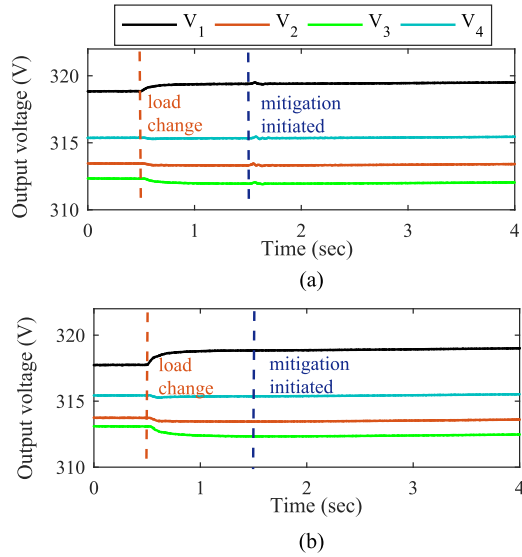 V1 V2 V3 V4
Output voltage (V)
320
315
310
load change
mitigation initiated
0 1 2 3 4
Time (sec)
(a)
Output voltage (V)
320
315
310
load change
mitigation initiated
0 1 2 3 4
Time (sec)
(b)